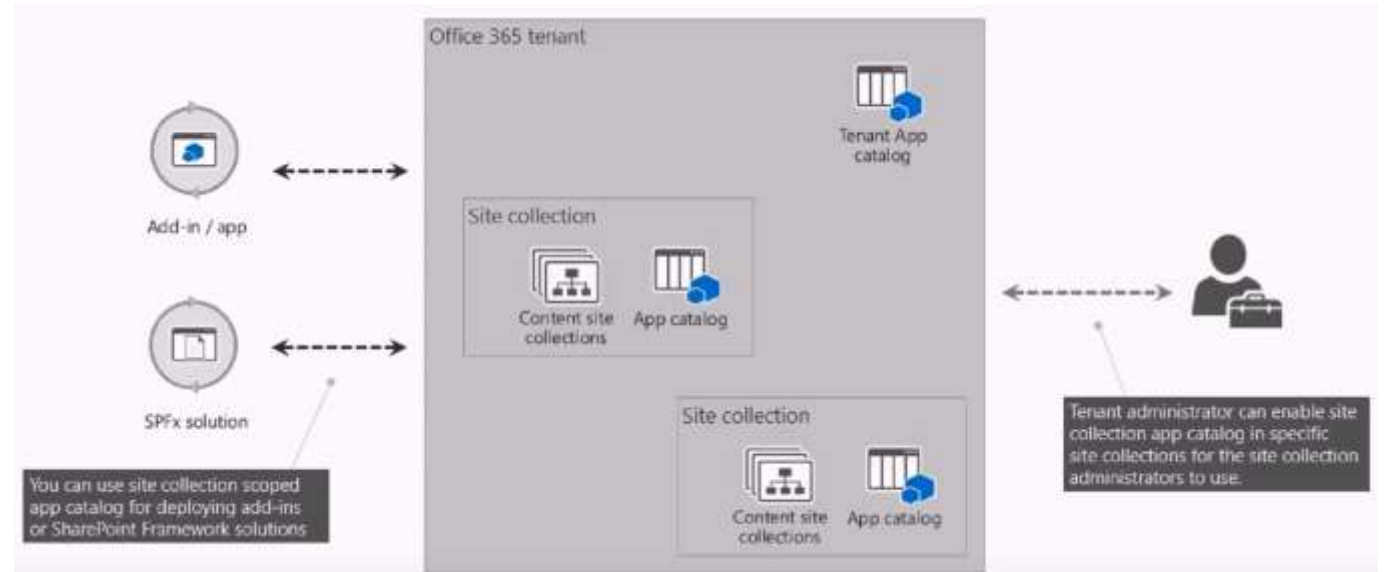 Office 365 tenant
Tenant App
catalog
Add-in / app
Site collection
Content site
collections
App catalog
SPFx solution
You can use site collection scoped
app catalog for deploying add-ins
or SharePoint Framework solutions
Site collection
Content site
collections
App catalog
Tenant administrator can enable site
collection app catalog in specific
site collections for the site collection
administrators to use.